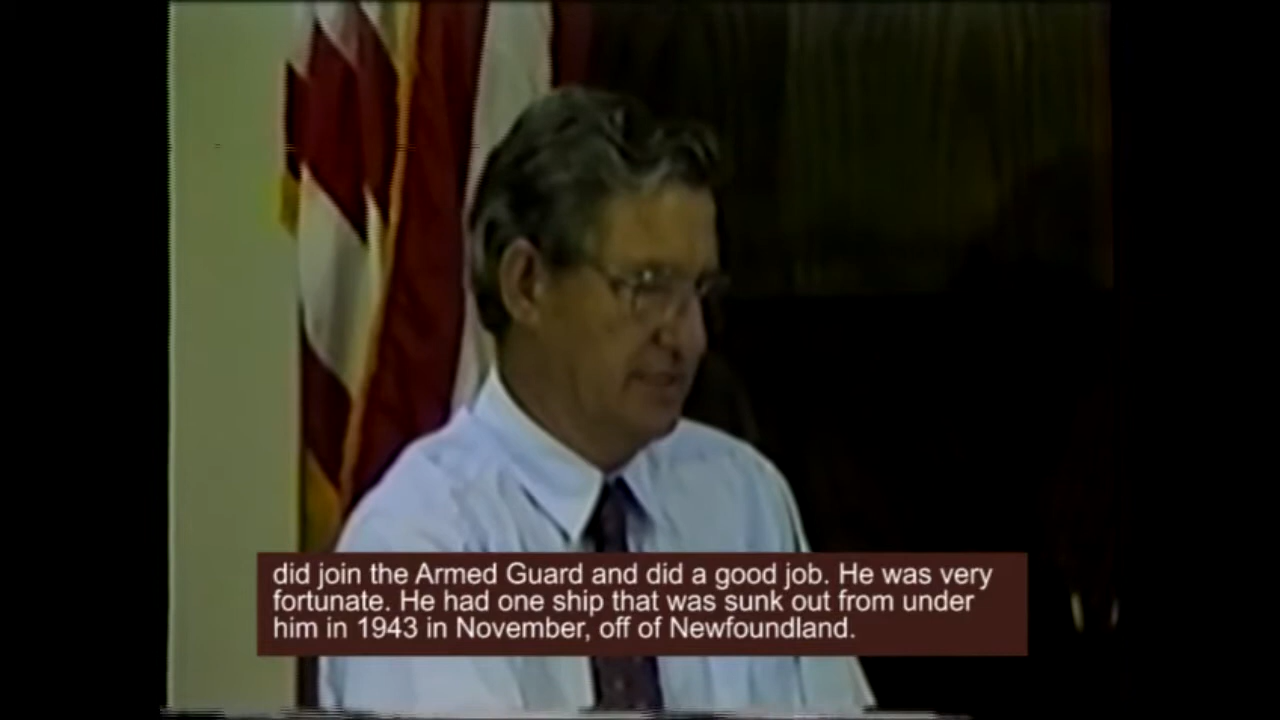 did join the Armed Guard and did a good job. He was very
fortunate. He had one ship that was sunk out from under
him in 1943 in November, off of Newfoundland.